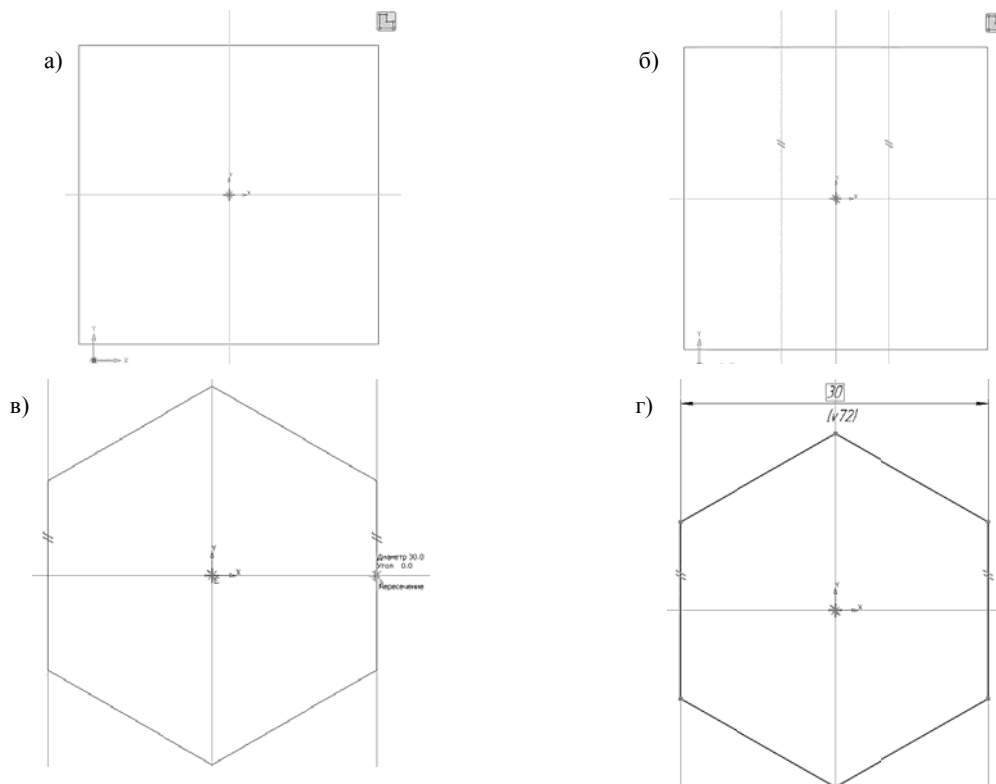 а)
б)
Y
X
Y
X
Y
X
Y
в)
г)
30
(v72)
Y
X
Диаметр 30.0
Угол 0.0
Пересечение
Y
X